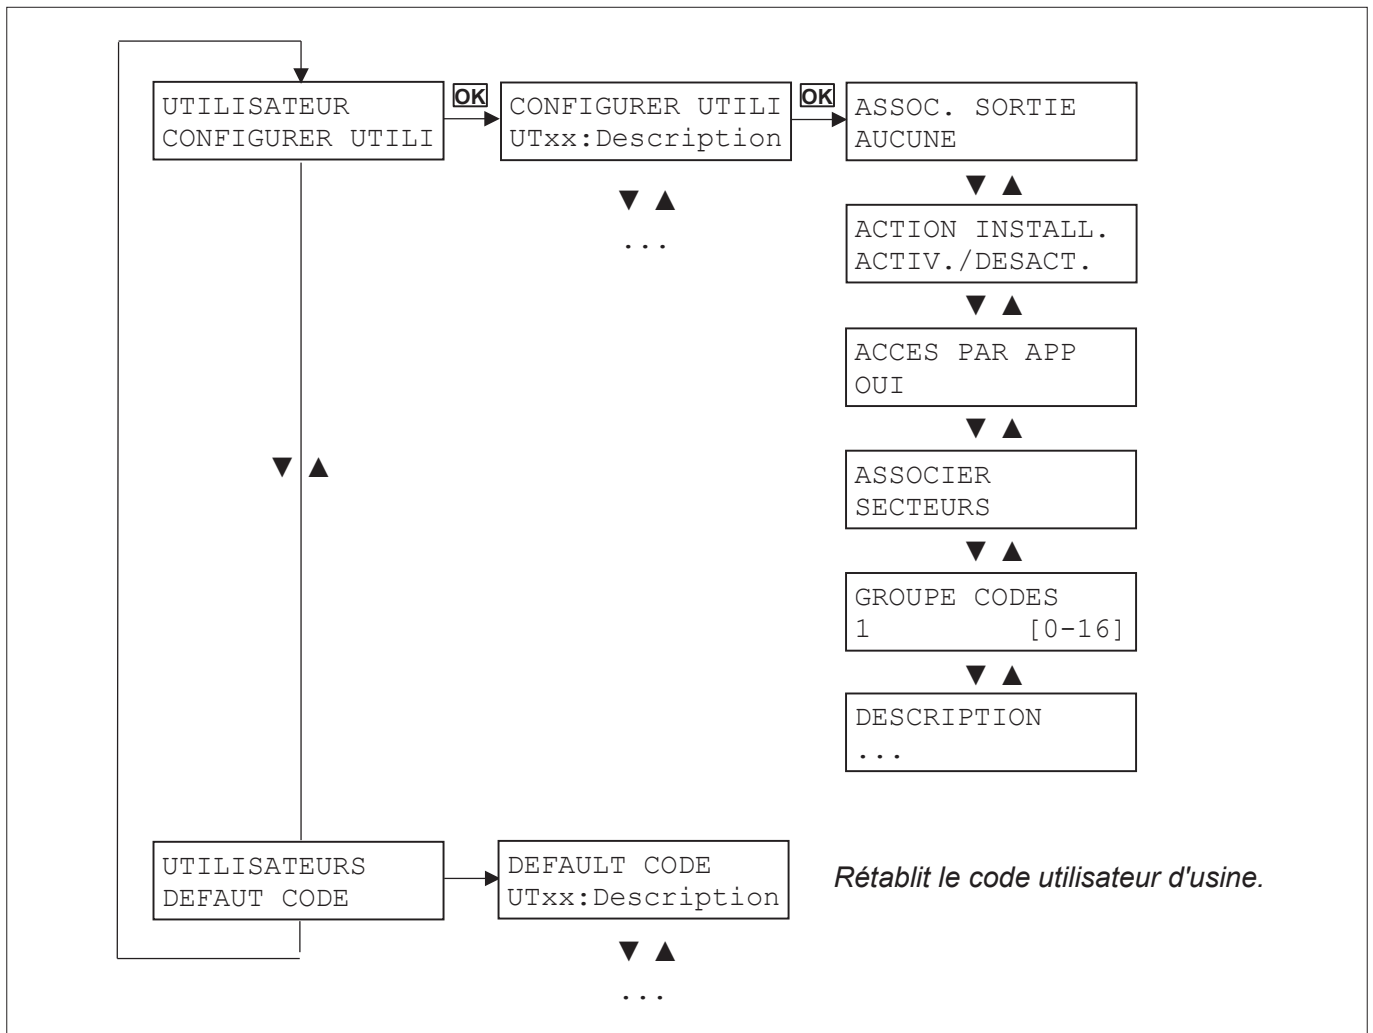 UTILISATEUR
CONFIGURER UTILI
OK
CONFIGURER UTILI
UTxx:Description
OK
ASSOC. SORTIE
AUCUNE
▼ ▲
...
▼ ▲
ACTION INSTALL.
ACTIV./DESACT.
▼ ▲
ACCES PAR APP
OUI
▼ ▲
ASSOCIER
SECTEURS
▼ ▲
GROUPE CODES
1 [0-16]
▼ ▲
DESCRIPTION
...
▼ ▲
UTILISATEURS
DEFAUT CODE
DEFAULT CODE
UTxx:Description
Rétablit le code utilisateur d'usine.
▼ ▲
...